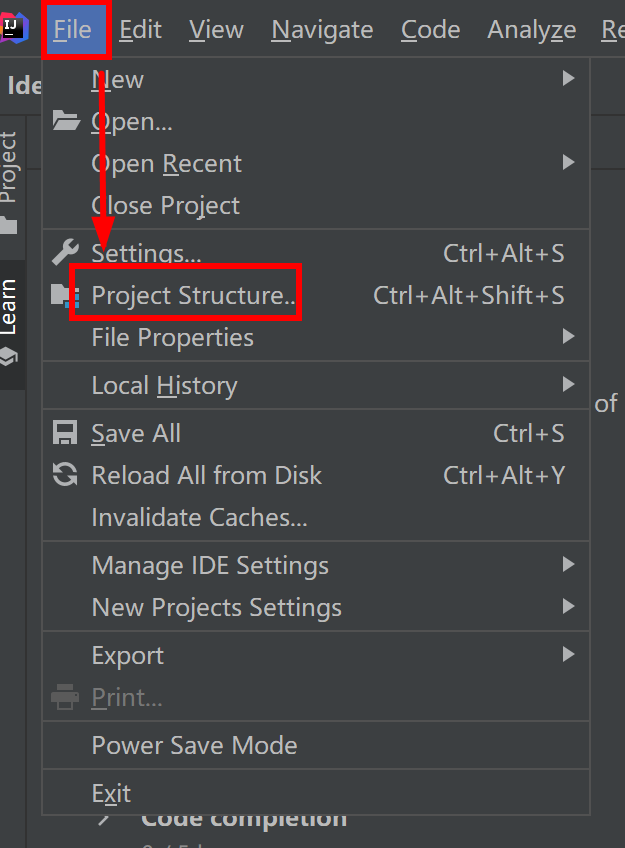 IJ
File Edit View Navigate Code Analyze Re
Ide
New
Open...
Open Recent
Close Project
Settings... Ctrl+Alt+S
Project Structure... Ctrl+Alt+Shift+S
File Properties
Local History
Save All Ctrl+S
Reload All from Disk Ctrl+Alt+Y
Invalidate Caches...
Manage IDE Settings
New Projects Settings
Export
Print...
Power Save Mode
Exit
Project
Learn
of
Code completion